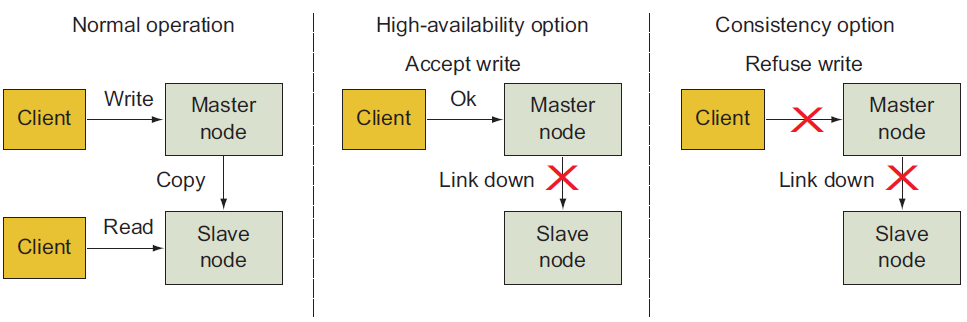 Normal operation
Client
Write
Master
node
Copy
Client
Read
Slave
node
High-availability option
Accept write
Client
Ok
Master
node
Link down
Slave
node
Consistency option
Refuse write
Client
Master
node
Link down
Slave
node